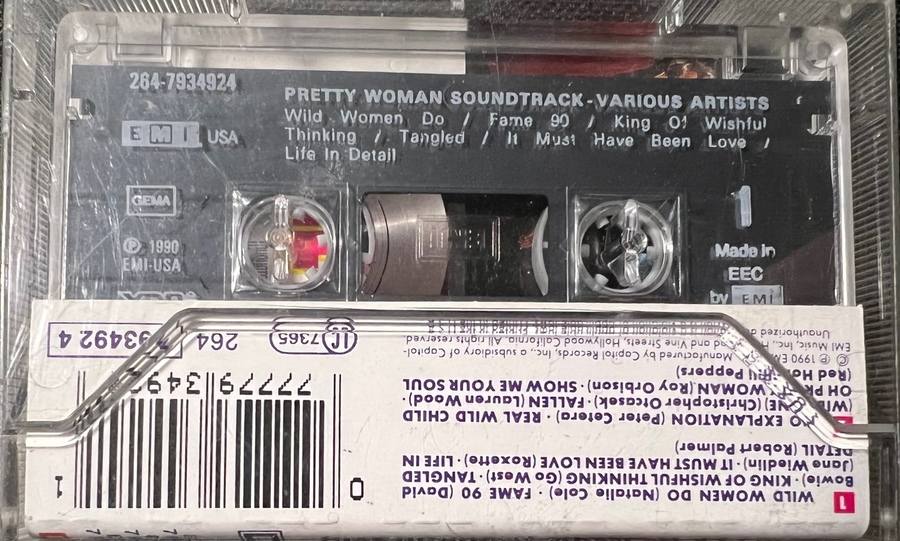 264-7934924
PRETTY WOMAN SOUNDTRACK-VARIOUS ARTISTS
Wild Women Do / Fame 90 / King Of Wishful
Thinking / Tangled / It Must Have Been Love /
Life In Detail
EMI USA
GEMA
1
℗ 1990
EMI-USA
Made in
EEC
by EMI
1
WILD WOMEN DO (Natalie Cole) · FAME 90 (David
Bowie) · KING OF WISHFUL THINKING (Go West) · TANGLED
Jane Wiedlin) · IT MUST HAVE BEEN LOVE (Roxette) · LIFE IN
DETAIL (Robert Palmer)
NO EXPLANATION (Peter Cetera) · REAL WILD CHILD
(Christopher Otcasek) · FALLEN (Lauren Wood) ·
OH PRETTY WOMAN (Roy Orbison) · SHOW ME YOUR SOUL
(Red Hot Chili Peppers)
℗ © 1990 EMI
Manufactured by Capitol Records, Inc., a subsidiary of Capitol-
EMI Music, Inc., Hollywood and Vine Streets, Hollywood, California. All rights reserved
Unauthorized
0 77779 3492 1
LC 7365
264
793492 4